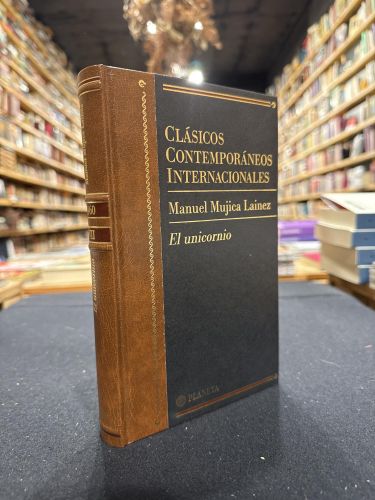 CLÁSICOS
CONTEMPORÁNEOS
INTERNACIONALES
Manuel Mujica Lainez
El unicornio
PLANETA